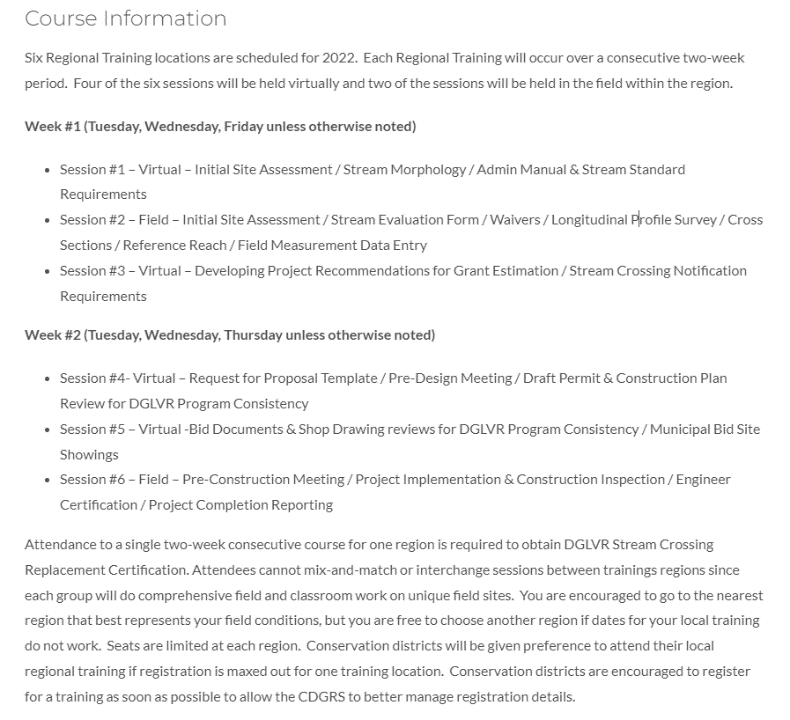 Course Information
Six Regional Training locations are scheduled for 2022.  Each Regional Training will occur over a consecutive two-week
period.  Four of the six sessions will be held virtually and two of the sessions will be held in the field within the region.
Week #1 (Tuesday, Wednesday, Friday unless otherwise noted)
• Session #1 – Virtual – Initial Site Assessment / Stream Morphology / Admin Manual & Stream Standard
Requirements
• Session #2 – Field – Initial Site Assessment / Stream Evaluation Form / Waivers / Longitudinal Profile Survey / Cross
Sections / Reference Reach / Field Measurement Data Entry
• Session #3 – Virtual – Developing Project Recommendations for Grant Estimation / Stream Crossing Notification
Requirements
Week #2 (Tuesday, Wednesday, Thursday unless otherwise noted)
• Session #4- Virtual – Request for Proposal Template / Pre-Design Meeting / Draft Permit & Construction Plan
Review for DGLVR Program Consistency
• Session #5 – Virtual -Bid Documents & Shop Drawing reviews for DGLVR Program Consistency / Municipal Bid Site
Showings
• Session #6 – Field – Pre-Construction Meeting / Project Implementation & Construction Inspection / Engineer
Certification / Project Completion Reporting
Attendance to a single two-week consecutive course for one region is required to obtain DGLVR Stream Crossing
Replacement Certification. Attendees cannot mix-and-match or interchange sessions between trainings regions since
each group will do comprehensive field and classroom work on unique field sites.  You are encouraged to go to the nearest
region that best represents your field conditions, but you are free to choose another region if dates for your local training
do not work.  Seats are limited at each region.  Conservation districts will be given preference to attend their local
regional training if registration is maxed out for one training location.  Conservation districts are encouraged to register
for a training as soon as possible to allow the CDGRS to better manage registration details.